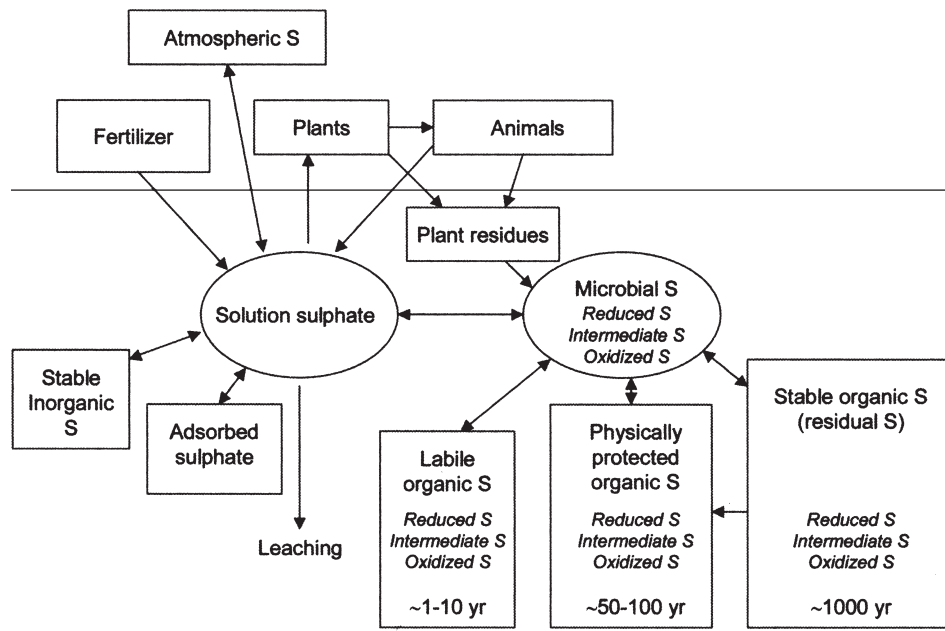 Atmospheric S
Fertilizer
Plants
Animals
Plant residues
Solution sulphate
Microbial S
Reduced S
Intermediate S
Oxidized S
Stable
Inorganic
S
Adsorbed
sulphate
Leaching
Labile
organic S
Reduced S
Intermediate S
Oxidized S
~1-10 yr
Physically
protected
organic S
Reduced S
Intermediate S
Oxidized S
~50-100 yr
Stable organic S
(residual S)
Reduced S
Intermediate S
Oxidized S
~1000 yr